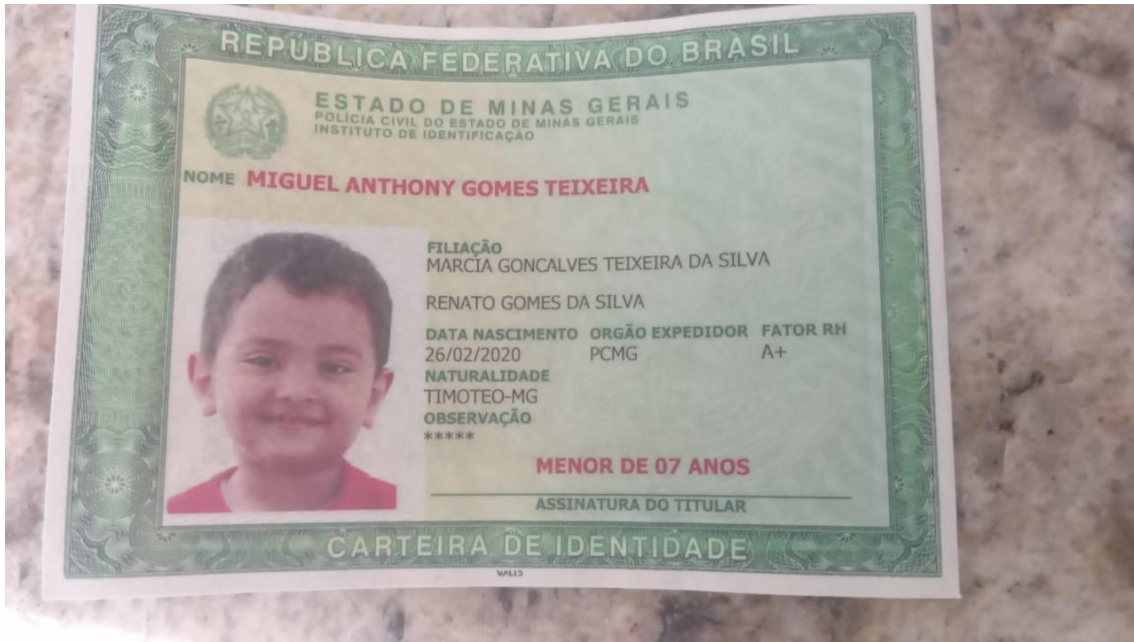 REPÚBLICA FEDERATIVA DO BRASIL
ESTADO DE MINAS GERAIS
POLÍCIA CIVIL DO ESTADO DE MINAS GERAIS
INSTITUTO DE IDENTIFICAÇÃO
NOME MIGUEL ANTHONY GOMES TEIXEIRA
FILIAÇÃO
MARCIA GONCALVES TEIXEIRA DA SILVA
RENATO GOMES DA SILVA
DATA NASCIMENTO ORGÃO EXPEDIDOR FATOR RH
26/02/2020 PCMG A+
NATURALIDADE
TIMOTEO-MG
OBSERVAÇÃO
*****
MENOR DE 07 ANOS
ASSINATURA DO TITULAR
CARTEIRA DE IDENTIDADE